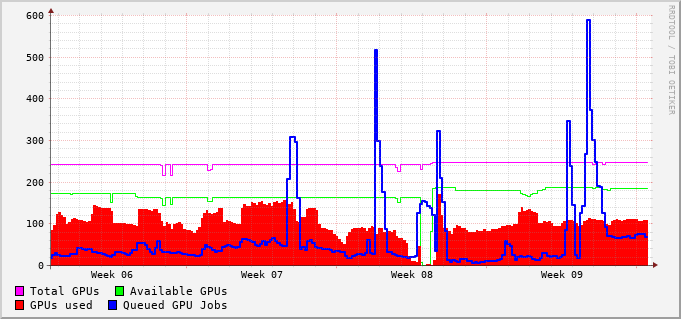 600
500
400
300
200
100
0
Week 06 Week 07 Week 08 Week 09
Total GPUs Available GPUs
GPUs used Queued GPU Jobs
RRDTOOL / TOBI OETIKER